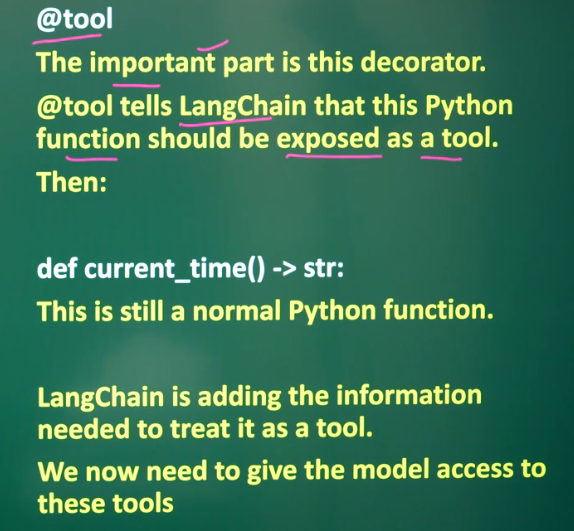 @tool
The important part is this decorator.
@tool tells LangChain that this Python
function should be exposed as a tool.
Then:
def current_time() -> str:
This is still a normal Python function.
LangChain is adding the information
needed to treat it as a tool.
We now need to give the model access to
these tools